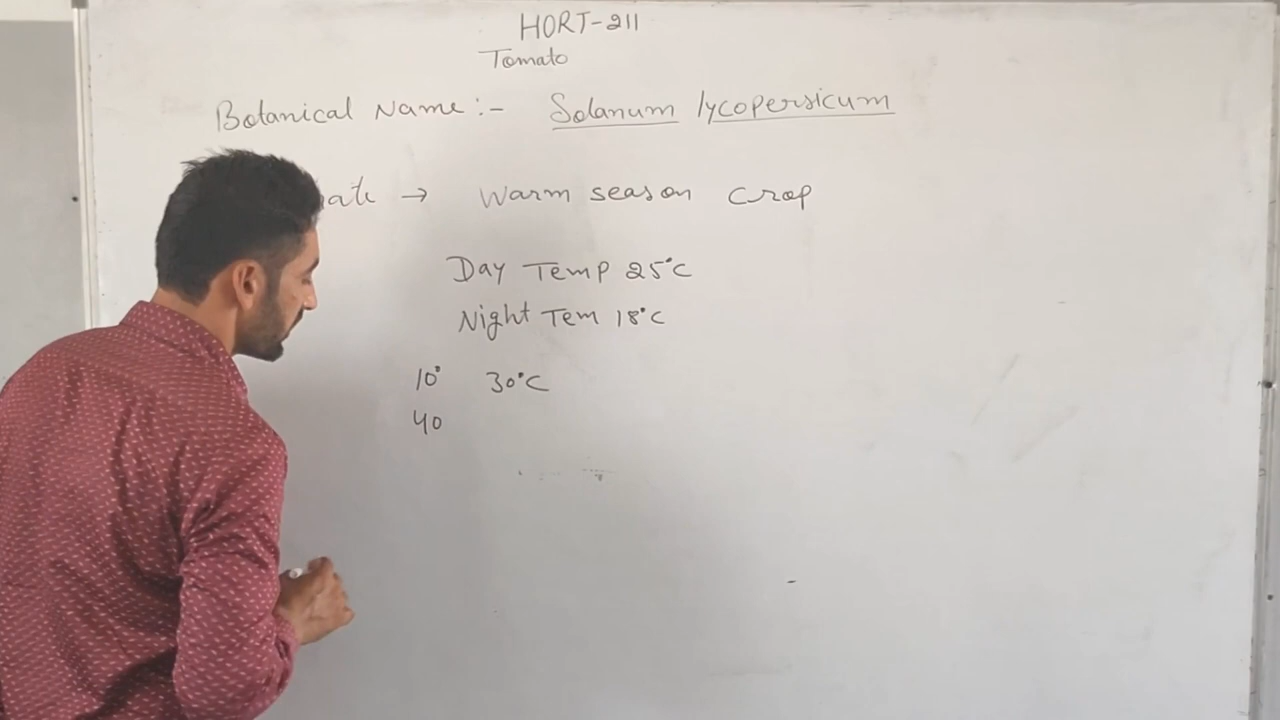 HORT-211
Tomato
Botanical Name :- Solanum lycopersicum
→ Warm season crop
Day Temp 25°C
Night Tem 18°C
10° 30°C
40